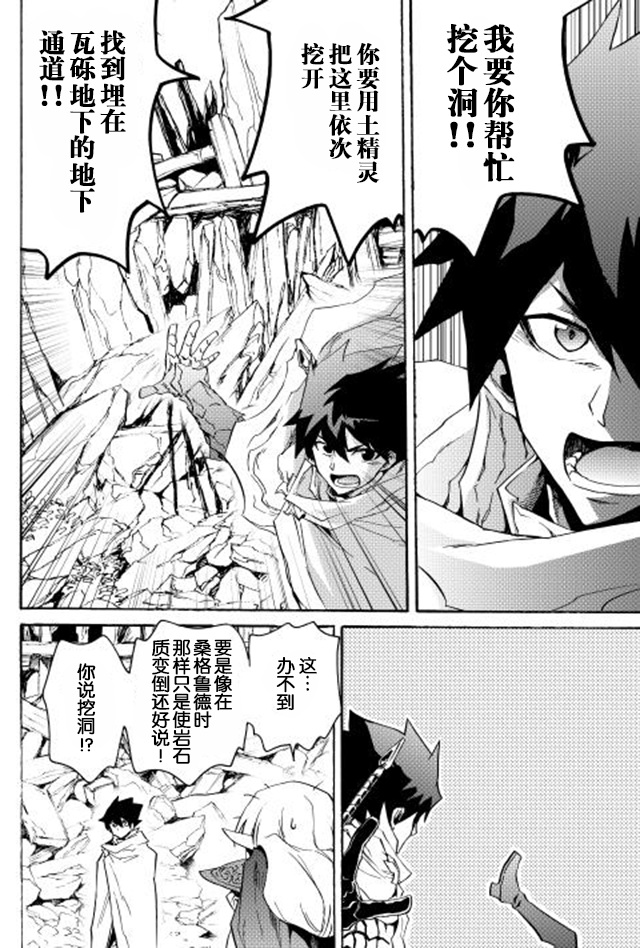 我要你帮忙
挖个洞!!
你要用土精灵
把这里依次
挖开
找到埋在
瓦砾地下的地下
通道!!
这…
办不到
要是像在
桑格鲁德时
那样只是使岩石
质变倒还好说!
你说挖洞!?